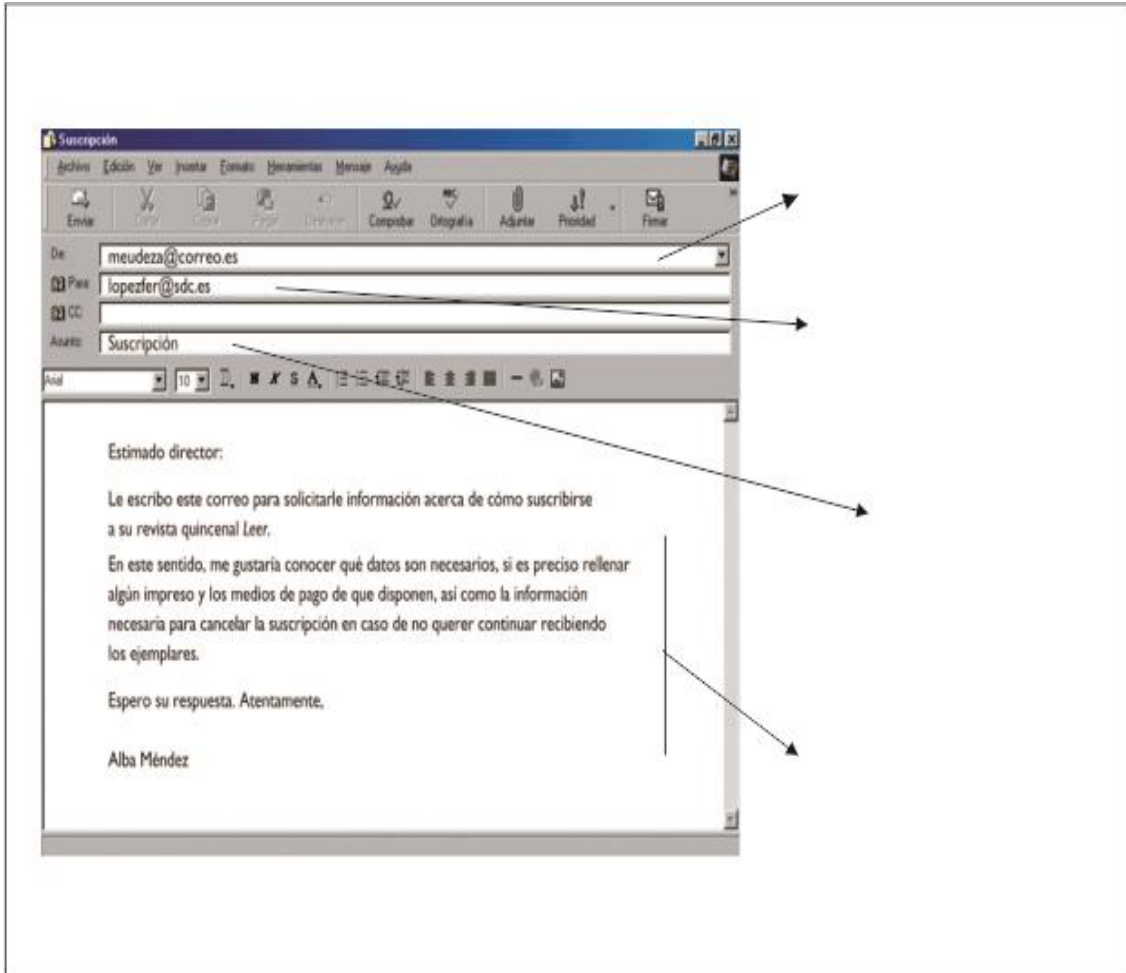 Suscripción
Archivo Edición Ver Insertar Formato Herramientas Mensaje Ayuda
Enviar Cortar Copiar Pegar Deshacer Comprobar Ortografía Adjuntar Prioridad Firmar
De: meudeza@correo.es
Para: lopezfer@sdc.es
CC:
Asunto: Suscripción
Arial 10
Estimado director:
Le escribo este correo para solicitarle información acerca de cómo suscribirse
a su revista quincenal Leer.
En este sentido, me gustaría conocer qué datos son necesarios, si es preciso rellenar
algún impreso y los medios de pago de que disponen, así como la información
necesaria para cancelar la suscripción en caso de no querer continuar recibiendo
los ejemplares.
Espero su respuesta. Atentamente,
Alba Méndez